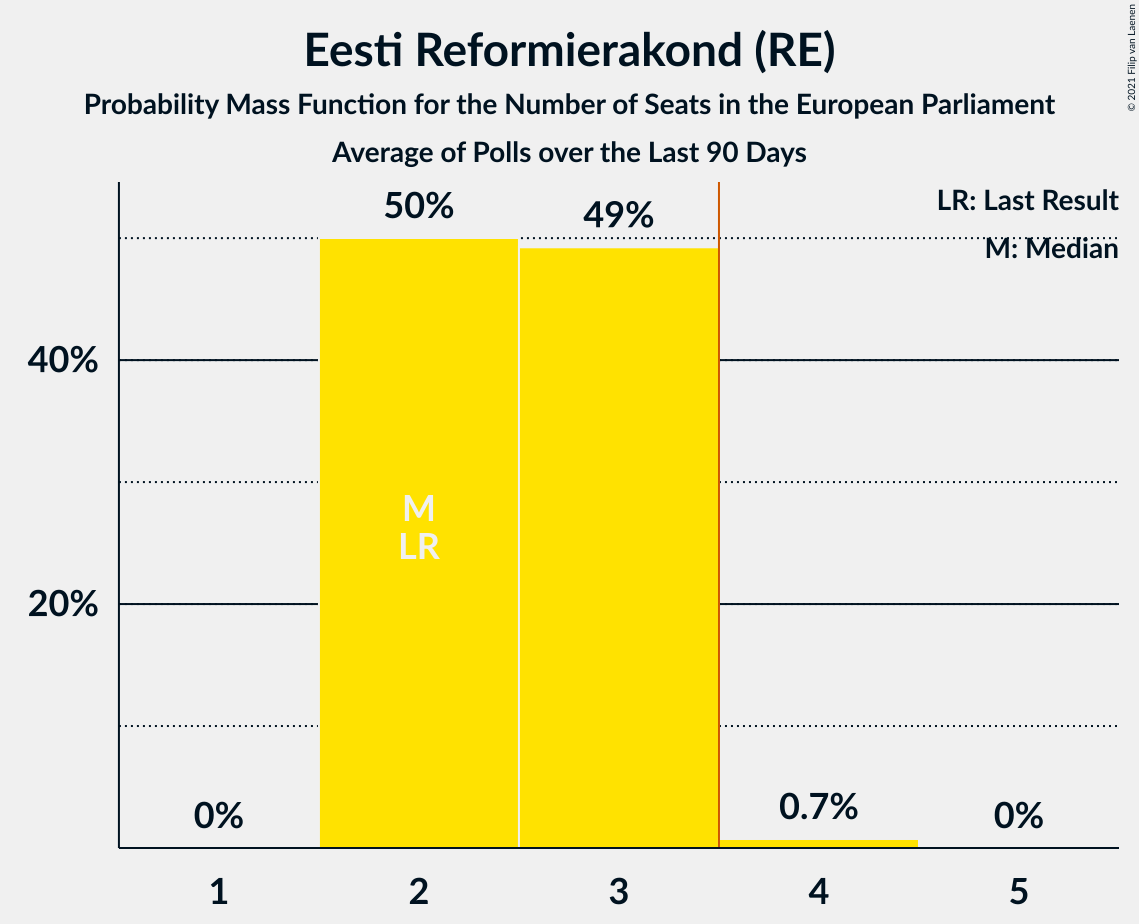 Eesti Reformierakond (RE)
Probability Mass Function for the Number of Seats in the European Parliament
Average of Polls over the Last 90 Days
© 2021 Filip van Laenen
LR: Last Result
M: Median
50%
49%
40%
M
LR
20%
0%
0.7%
0%
1
2
3
4
5